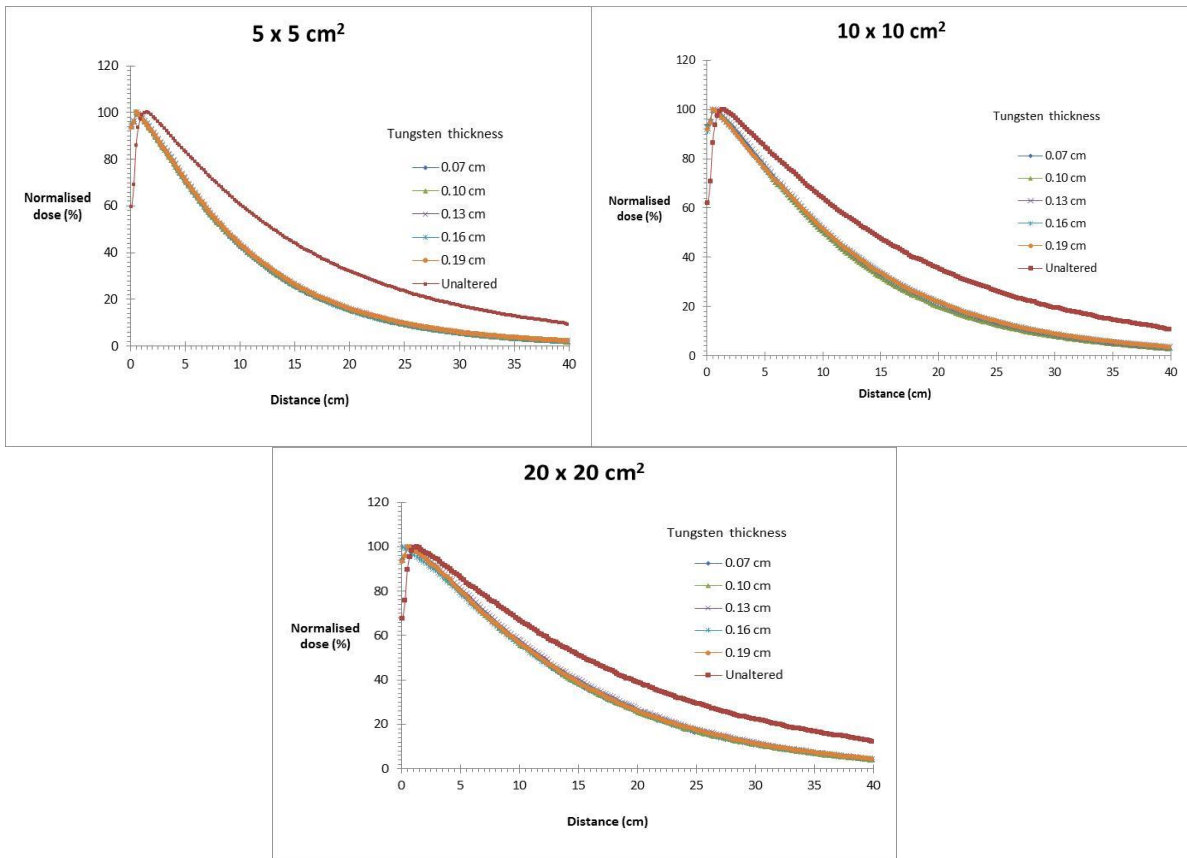 5 x 5 cm²
120
100
80
60
40
20
0
Normalised
dose (%)
Tungsten thickness
0.07 cm
0.10 cm
0.13 cm
0.16 cm
0.19 cm
Unaltered
0 5 10 15 20 25 30 35 40
Distance (cm)
10 x 10 cm²
120
100
80
60
40
20
0
Normalised
dose (%)
Tungsten thickness
0.07 cm
0.10 cm
0.13 cm
0.16 cm
0.19 cm
Unaltered
0 5 10 15 20 25 30 35 40
Distance (cm)
20 x 20 cm²
120
100
80
60
40
20
0
Normalised
dose (%)
Tungsten thickness
0.07 cm
0.10 cm
0.13 cm
0.16 cm
0.19 cm
Unaltered
0 5 10 15 20 25 30 35 40
Distance (cm)